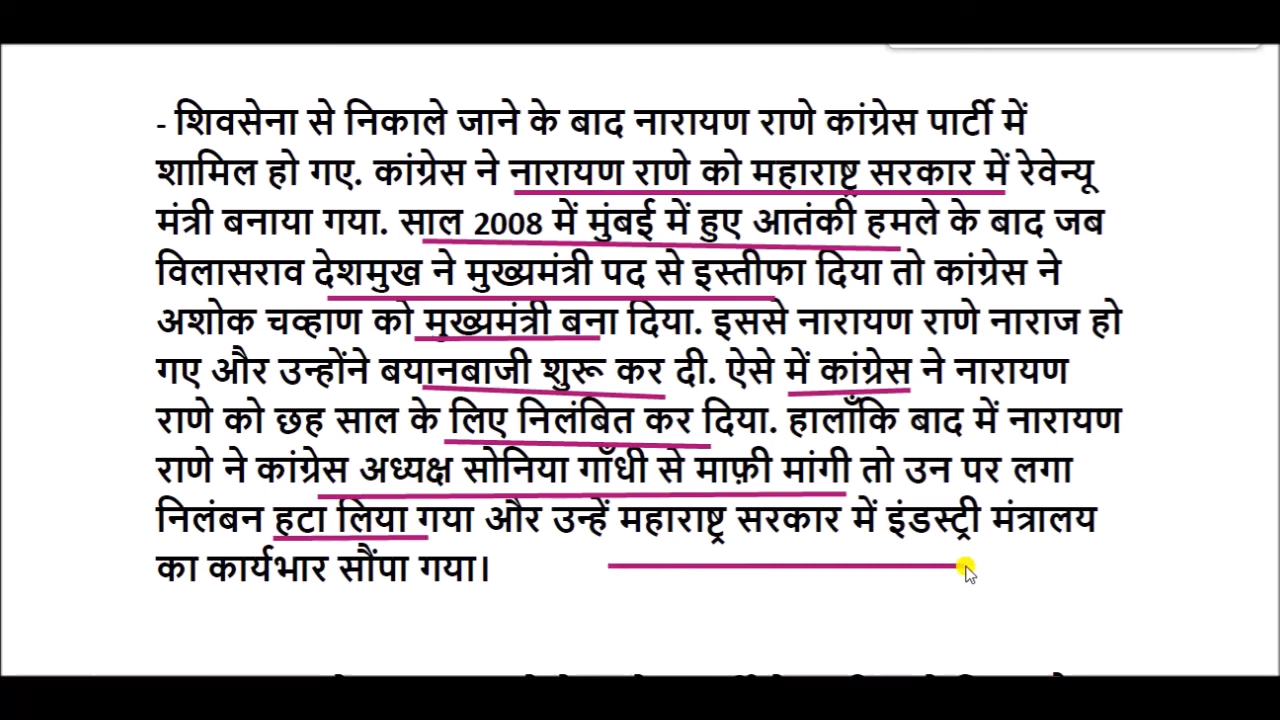 - शिवसेना से निकाले जाने के बाद नारायण राणे कांग्रेस पार्टी में
शामिल हो गए. कांग्रेस ने नारायण राणे को महाराष्ट्र सरकार में रेवेन्यू
मंत्री बनाया गया. साल 2008 में मुंबई में हुए आतंकी हमले के बाद जब
विलासराव देशमुख ने मुख्यमंत्री पद से इस्तीफा दिया तो कांग्रेस ने
अशोक चव्हाण को मुख्यमंत्री बना दिया. इससे नारायण राणे नाराज हो
गए और उन्होंने बयानबाजी शुरू कर दी. ऐसे में कांग्रेस ने नारायण
राणे को छह साल के लिए निलंबित कर दिया. हालाँकि बाद में नारायण
राणे ने कांग्रेस अध्यक्ष सोनिया गाँधी से माफ़ी मांगी तो उन पर लगा
निलंबन हटा लिया गया और उन्हें महाराष्ट्र सरकार में इंडस्ट्री मंत्रालय
का कार्यभार सौंपा गया।